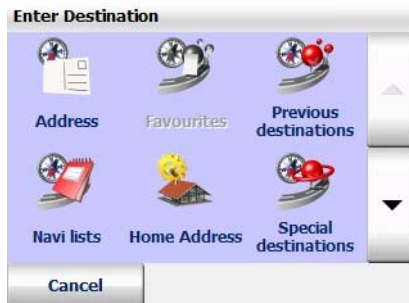 Enter Destination
Address
Favourites
Previous
destinations
Navi lists
Home Address
Special
destinations
Cancel